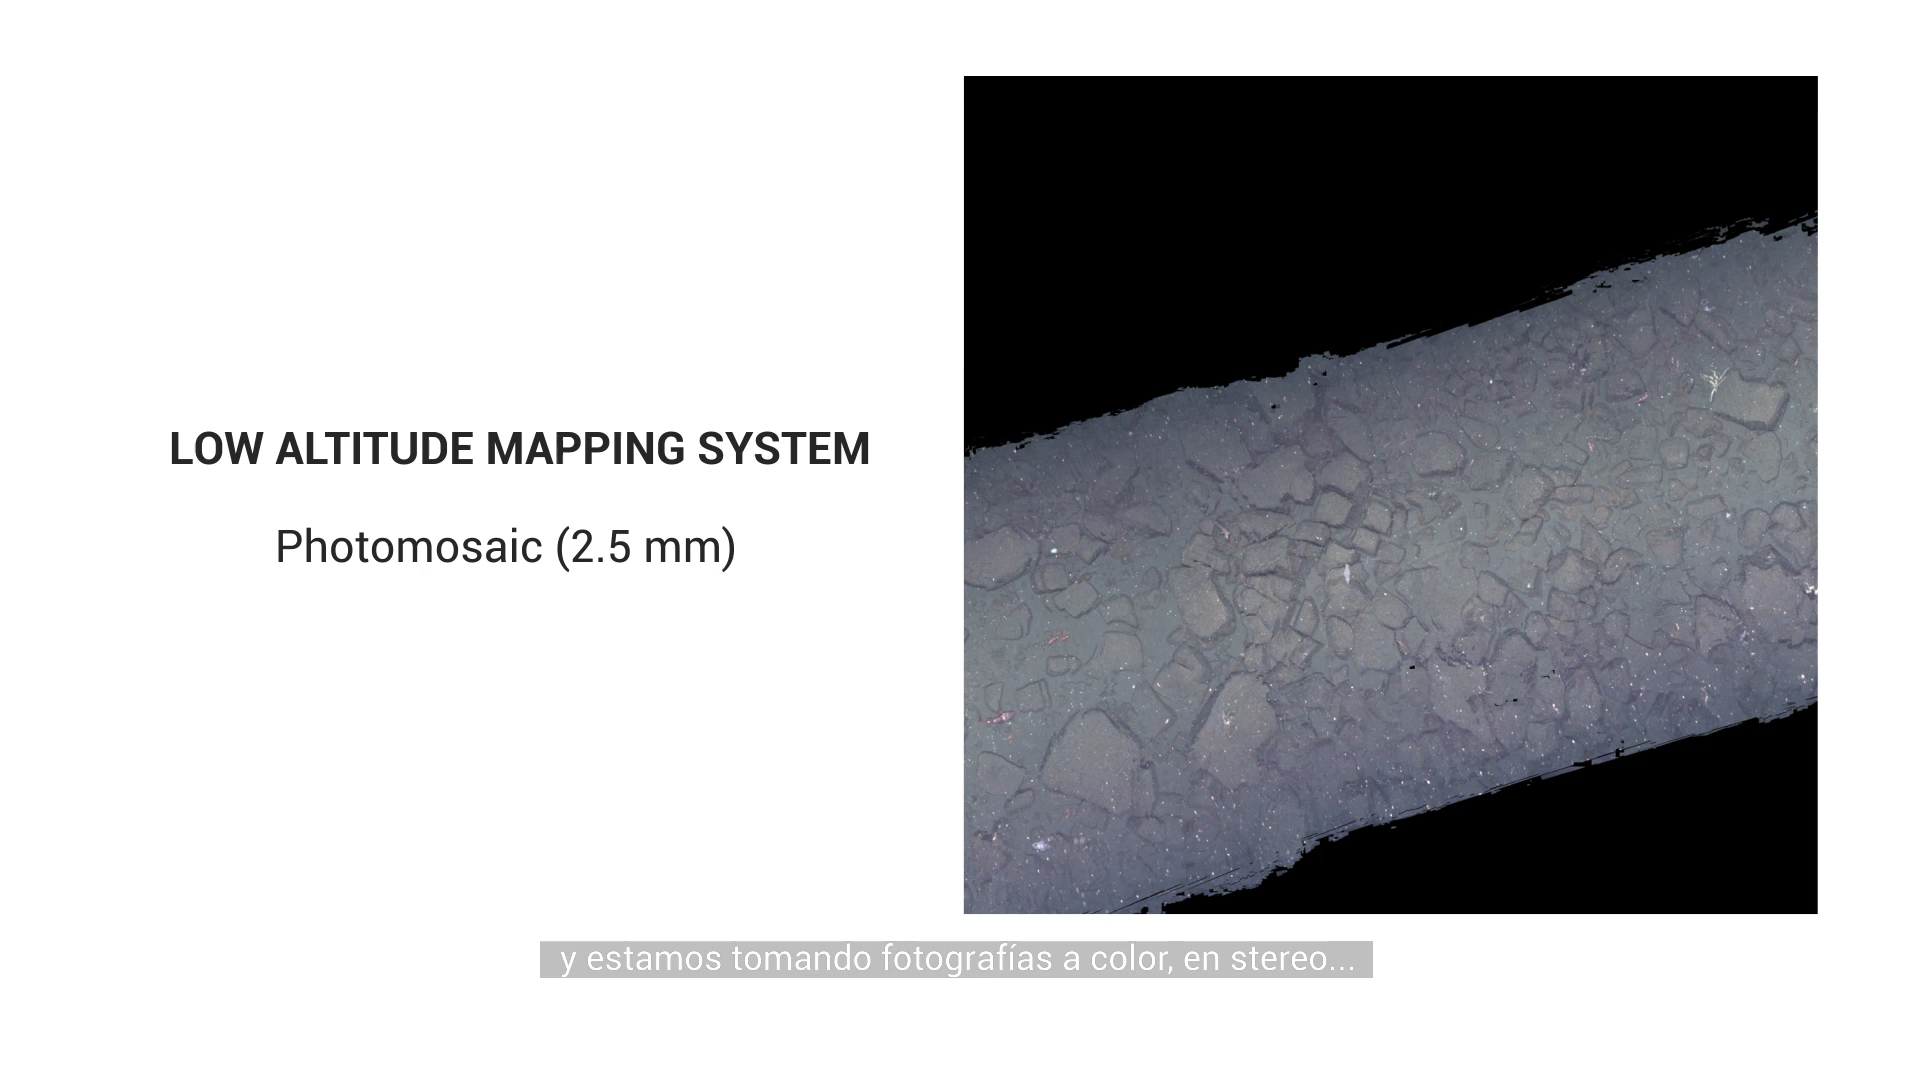 LOW ALTITUDE MAPPING SYSTEM
Photomosaic (2.5 mm)
y estamos tomando fotografías a color, en stereo...